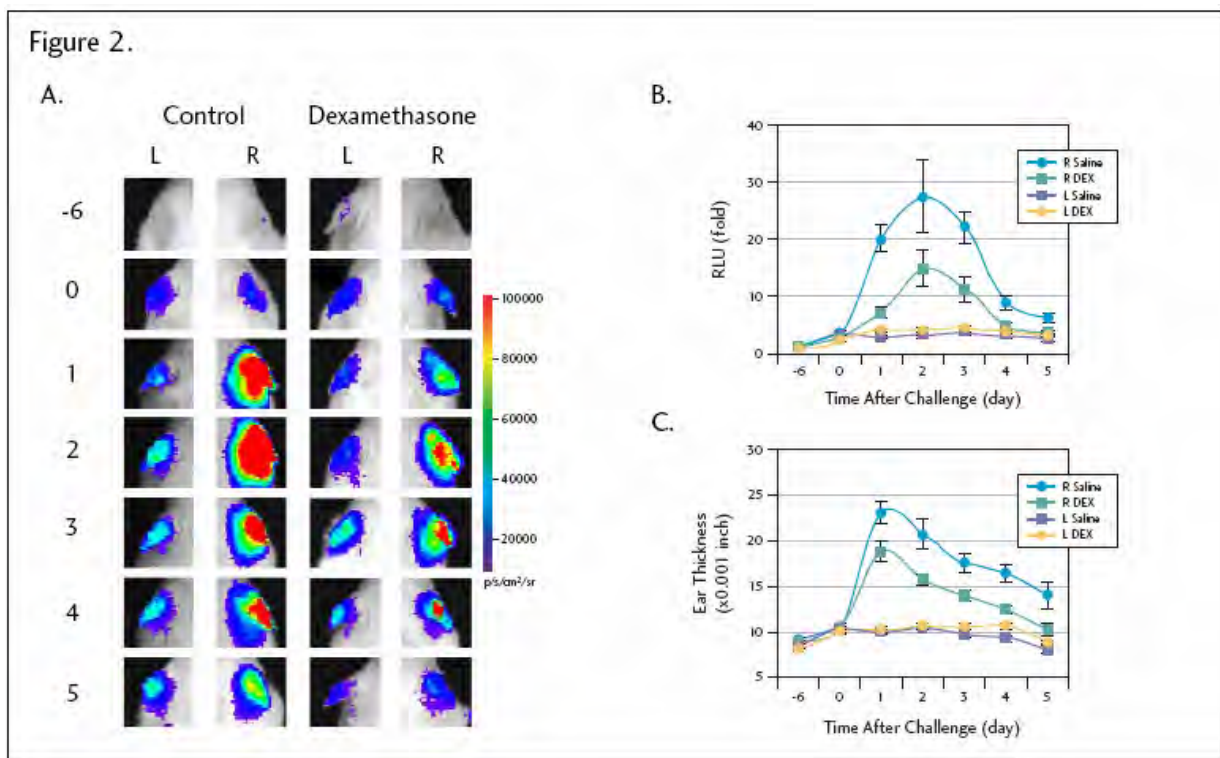 Figure 2.
A.
Control Dexamethasone
L R L R
-6
0
1
2
3
4
5
100000
80000
60000
40000
20000
p/s/cm²/sr
B.
40
30
20
10
0
RLU (fold)
-6 0 1 2 3 4 5
Time After Challenge (day)
R Saline
R DEX
L Saline
L DEX
C.
30
25
20
15
10
5
Ear Thickness
(x0.001 inch)
-6 0 1 2 3 4 5
Time After Challenge (day)
R Saline
R DEX
L Saline
L DEX